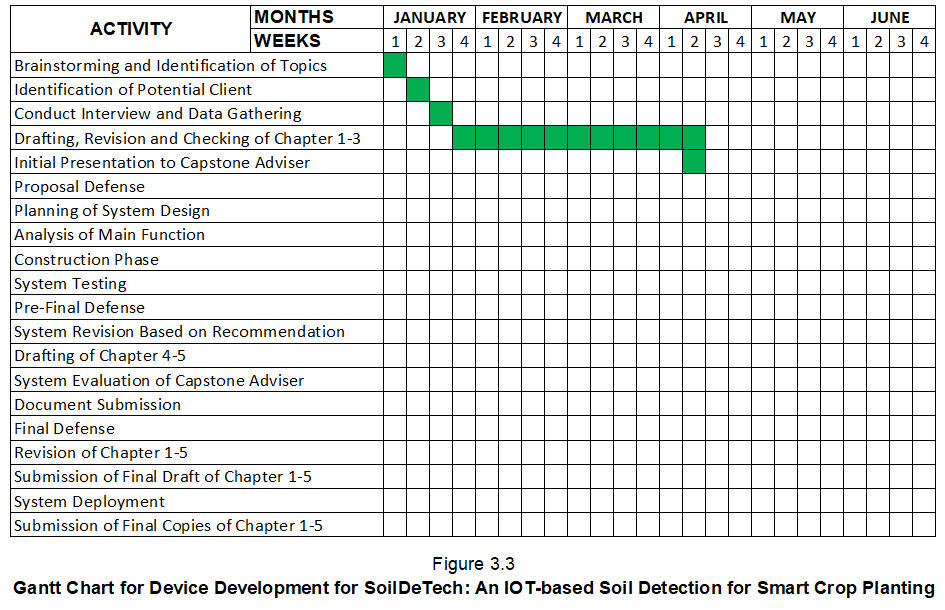 ACTIVITY
MONTHS JANUARY FEBRUARY MARCH APRIL MAY JUNE
WEEKS 1 2 3 4 1 2 3 4 1 2 3 4 1 2 3 4 1 2 3 4 1 2 3 4
Brainstorming and Identification of Topics
Identification of Potential Client
Conduct Interview and Data Gathering
Drafting, Revision and Checking of Chapter 1-3
Initial Presentation to Capstone Adviser
Proposal Defense
Planning of System Design
Analysis of Main Function
Construction Phase
System Testing
Pre-Final Defense
System Revision Based on Recommendation
Drafting of Chapter 4-5
System Evaluation of Capstone Adviser
Document Submission
Final Defense
Revision of Chapter 1-5
Submission of Final Draft of Chapter 1-5
System Deployment
Submission of Final Copies of Chapter 1-5
Figure 3.3
Gantt Chart for Device Development for SoilDeTech: An IOT-based Soil Detection for Smart Crop Planting